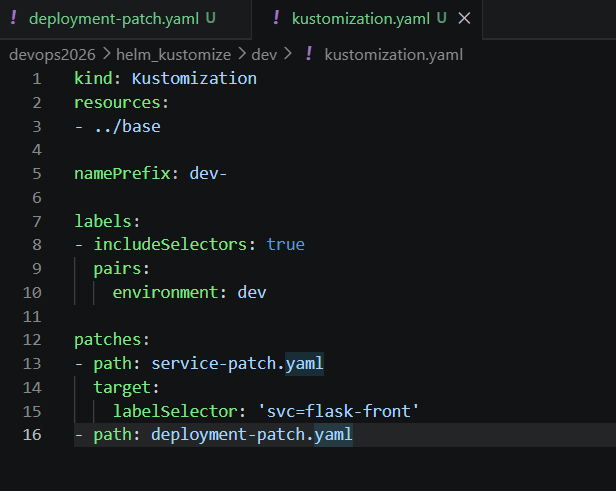 ! deployment-patch.yaml U ! kustomization.yaml U ×
devops2026 > helm_kustomize > dev > ! kustomization.yaml
1 kind: Kustomization
2 resources:
3 - ../base
4
5 namePrefix: dev-
6
7 labels:
8 - includeSelectors: true
9   pairs:
10     environment: dev
11
12 patches:
13 - path: service-patch.yaml
14   target:
15     labelSelector: 'svc=flask-front'
16 - path: deployment-patch.yaml